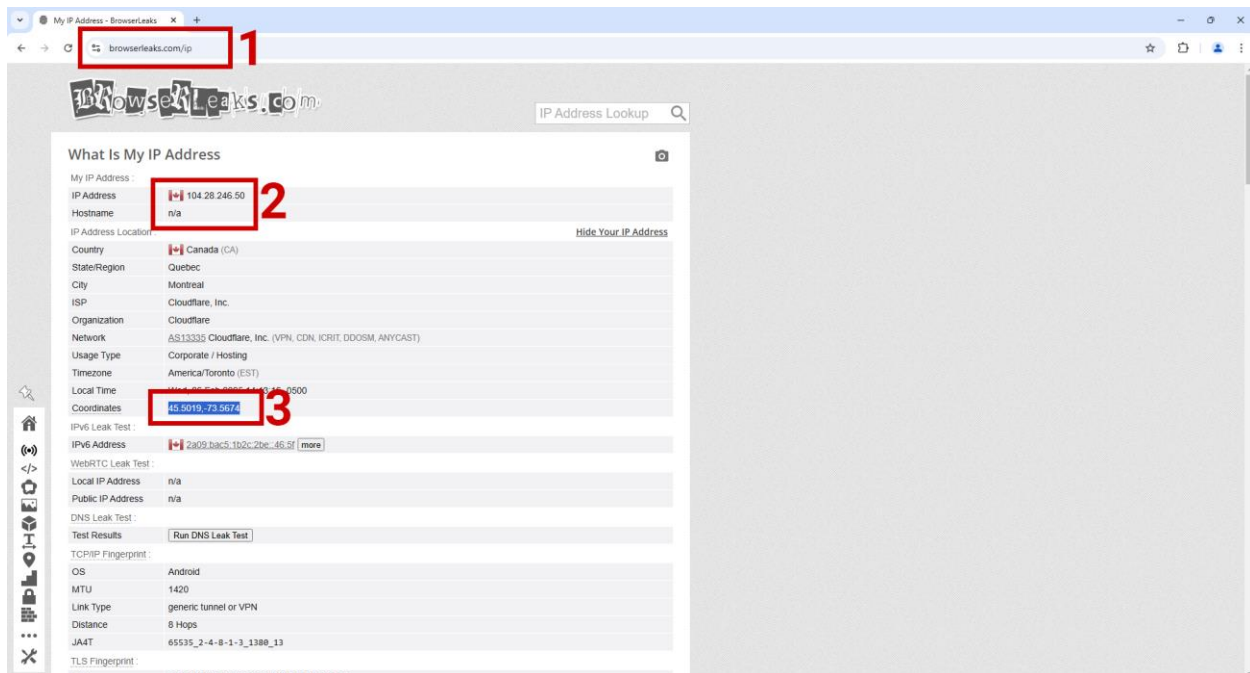 My IP Address - BrowserLeaks
browserleaks.com/ip
1
BROWSERLEAKS.COM
IP Address Lookup
What Is My IP Address
My IP Address :
IP Address 104.28.246.50
Hostname n/a
2
IP Address Location : Hide Your IP Address
Country Canada (CA)
State/Region Quebec
City Montreal
ISP Cloudflare, Inc.
Organization Cloudflare
Network AS13335 Cloudflare, Inc. (VPN, CDN, ICRIT, DDOSM, ANYCAST)
Usage Type Corporate / Hosting
Timezone America/Toronto (EST)
Local Time
Coordinates 45.5019,-73.5674
3
IPv6 Leak Test :
IPv6 Address 2a09:bac5:1b2c:2be::46:5f more
WebRTC Leak Test :
Local IP Address n/a
Public IP Address n/a
DNS Leak Test :
Test Results Run DNS Leak Test
TCP/IP Fingerprint :
OS Android
MTU 1420
Link Type generic tunnel or VPN
Distance 8 Hops
JA4T 65535_2-4-8-1-3_1380_13
TLS Fingerprint :